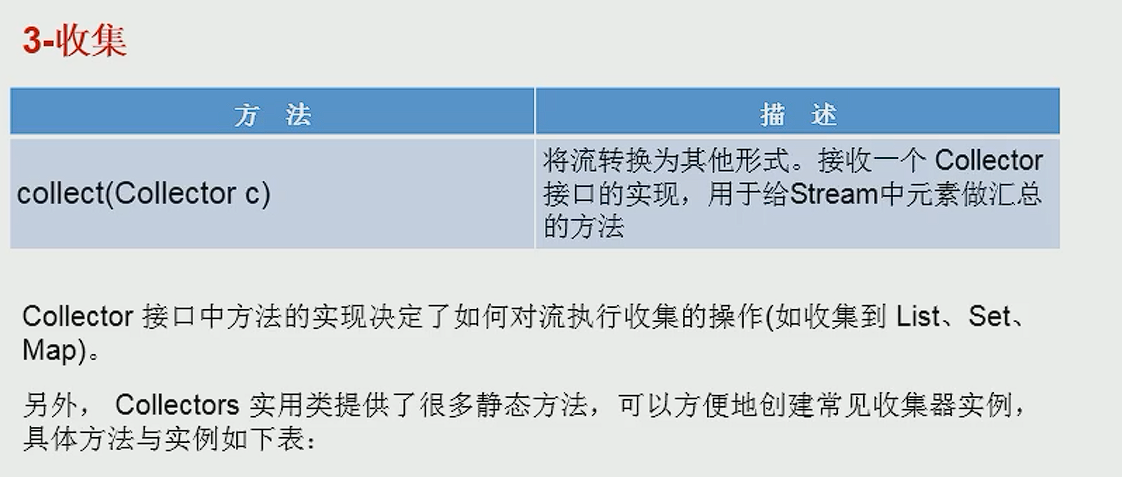 3-收集
方 法
描 述
collect(Collector c)
将流转换为其他形式。接收一个 Collector
接口的实现，用于给Stream中元素做汇总
的方法
Collector 接口中方法的实现决定了如何对流执行收集的操作(如收集到 List、Set、
Map)。
另外， Collectors 实用类提供了很多静态方法，可以方便地创建常见收集器实例，
具体方法与实例如下表：